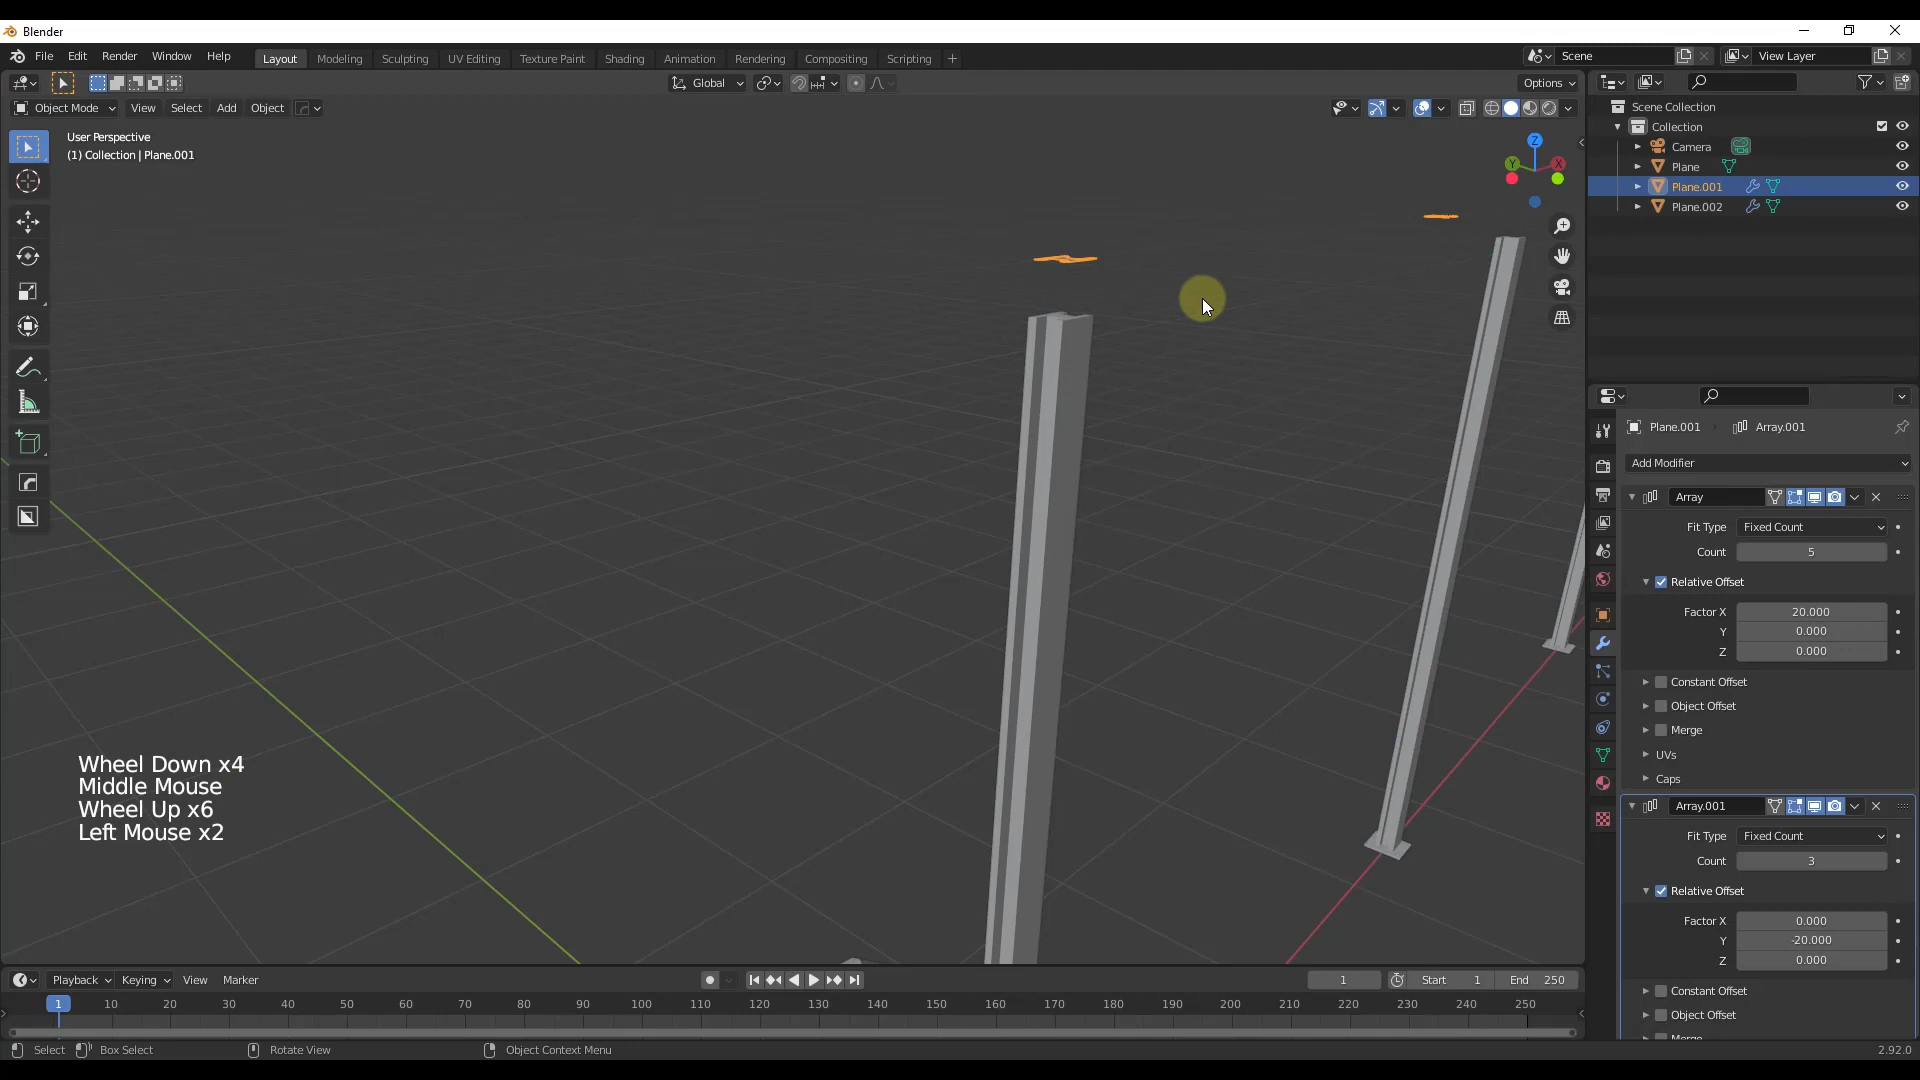 Blender
File Edit Render Window Help Layout Modeling Sculpting UV Editing Texture Paint Shading Animation Rendering Compositing Scripting + Scene View Layer
Global Options
Object Mode View Select Add Object
User Perspective
(1) Collection | Plane.001
Z
Y X
Scene Collection
Collection
Camera
Plane
Plane.001
Plane.002
Plane.001 Array.001
Add Modifier
Array
Fit Type Fixed Count
Count 5
Relative Offset
Factor X 20.000
Y 0.000
Z 0.000
Constant Offset
Object Offset
Merge
UVs
Caps
Array.001
Fit Type Fixed Count
Count 3
Relative Offset
Factor X 0.000
Y -20.000
Z 0.000
Constant Offset
Object Offset
Merge
Wheel Down x4
Middle Mouse
Wheel Up x6
Left Mouse x2
Playback Keying View Marker 1 Start 1 End 250
1 10 20 30 40 50 60 70 80 90 100 110 120 130 140 150 160 170 180 190 200 210 220 230 240 250
Select Box Select Rotate View Object Context Menu 2.92.0